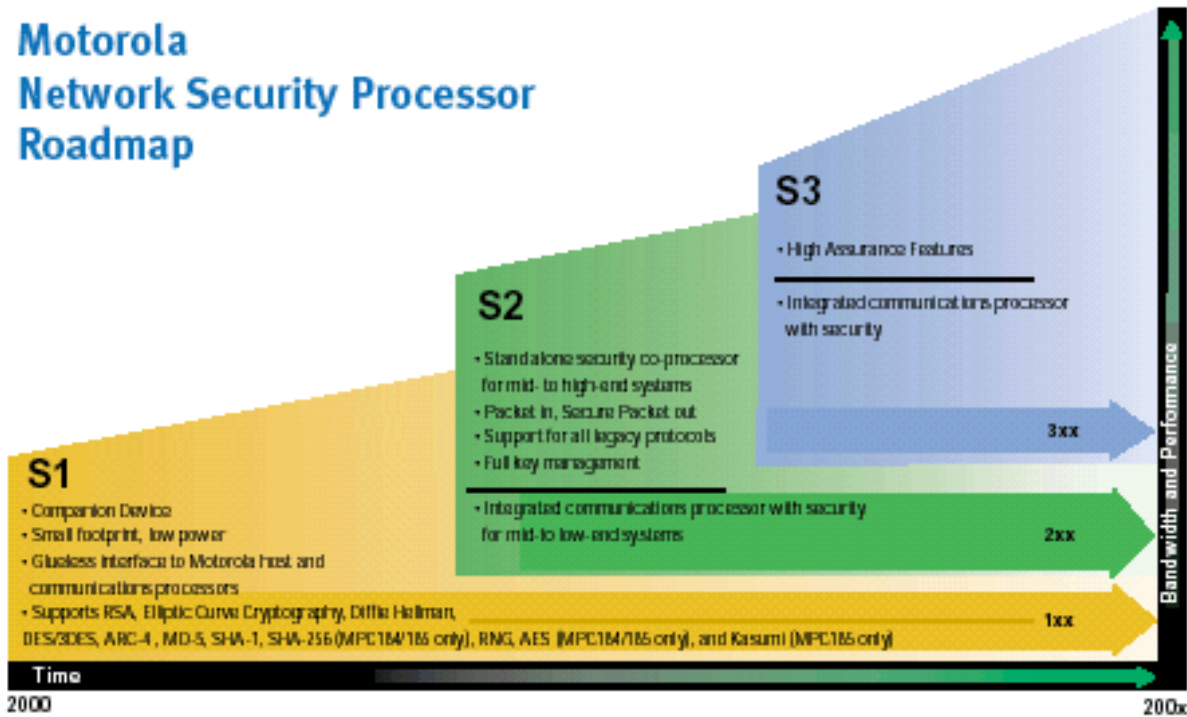 Motorola
Network Security Processor
Roadmap
S3
• High Assurance Features
• Integrated communications processor
with security
S2
• Standalone security co-processor
for mid- to high-end systems
• Packet in, Secure Packet out
• Support for all legacy protocols
• Full key management
• Integrated communications processor with security
for mid-to low-end systems
S1
• Companion Device
• Small footprint, low power
• Glueless interface to Motorola host and
communications processors
• Supports RSA, Elliptic Curve Cryptography, Diffie Hellman,
DES/3DES, ARC-4, MD-5, SHA-1, SHA-256 (MPC184/185 only), RNG, AES (MPC184/185 only), and Kasumi (MPC185 only)
3xx
2xx
1xx
Bandwidth and Performance
Time
2000
200x